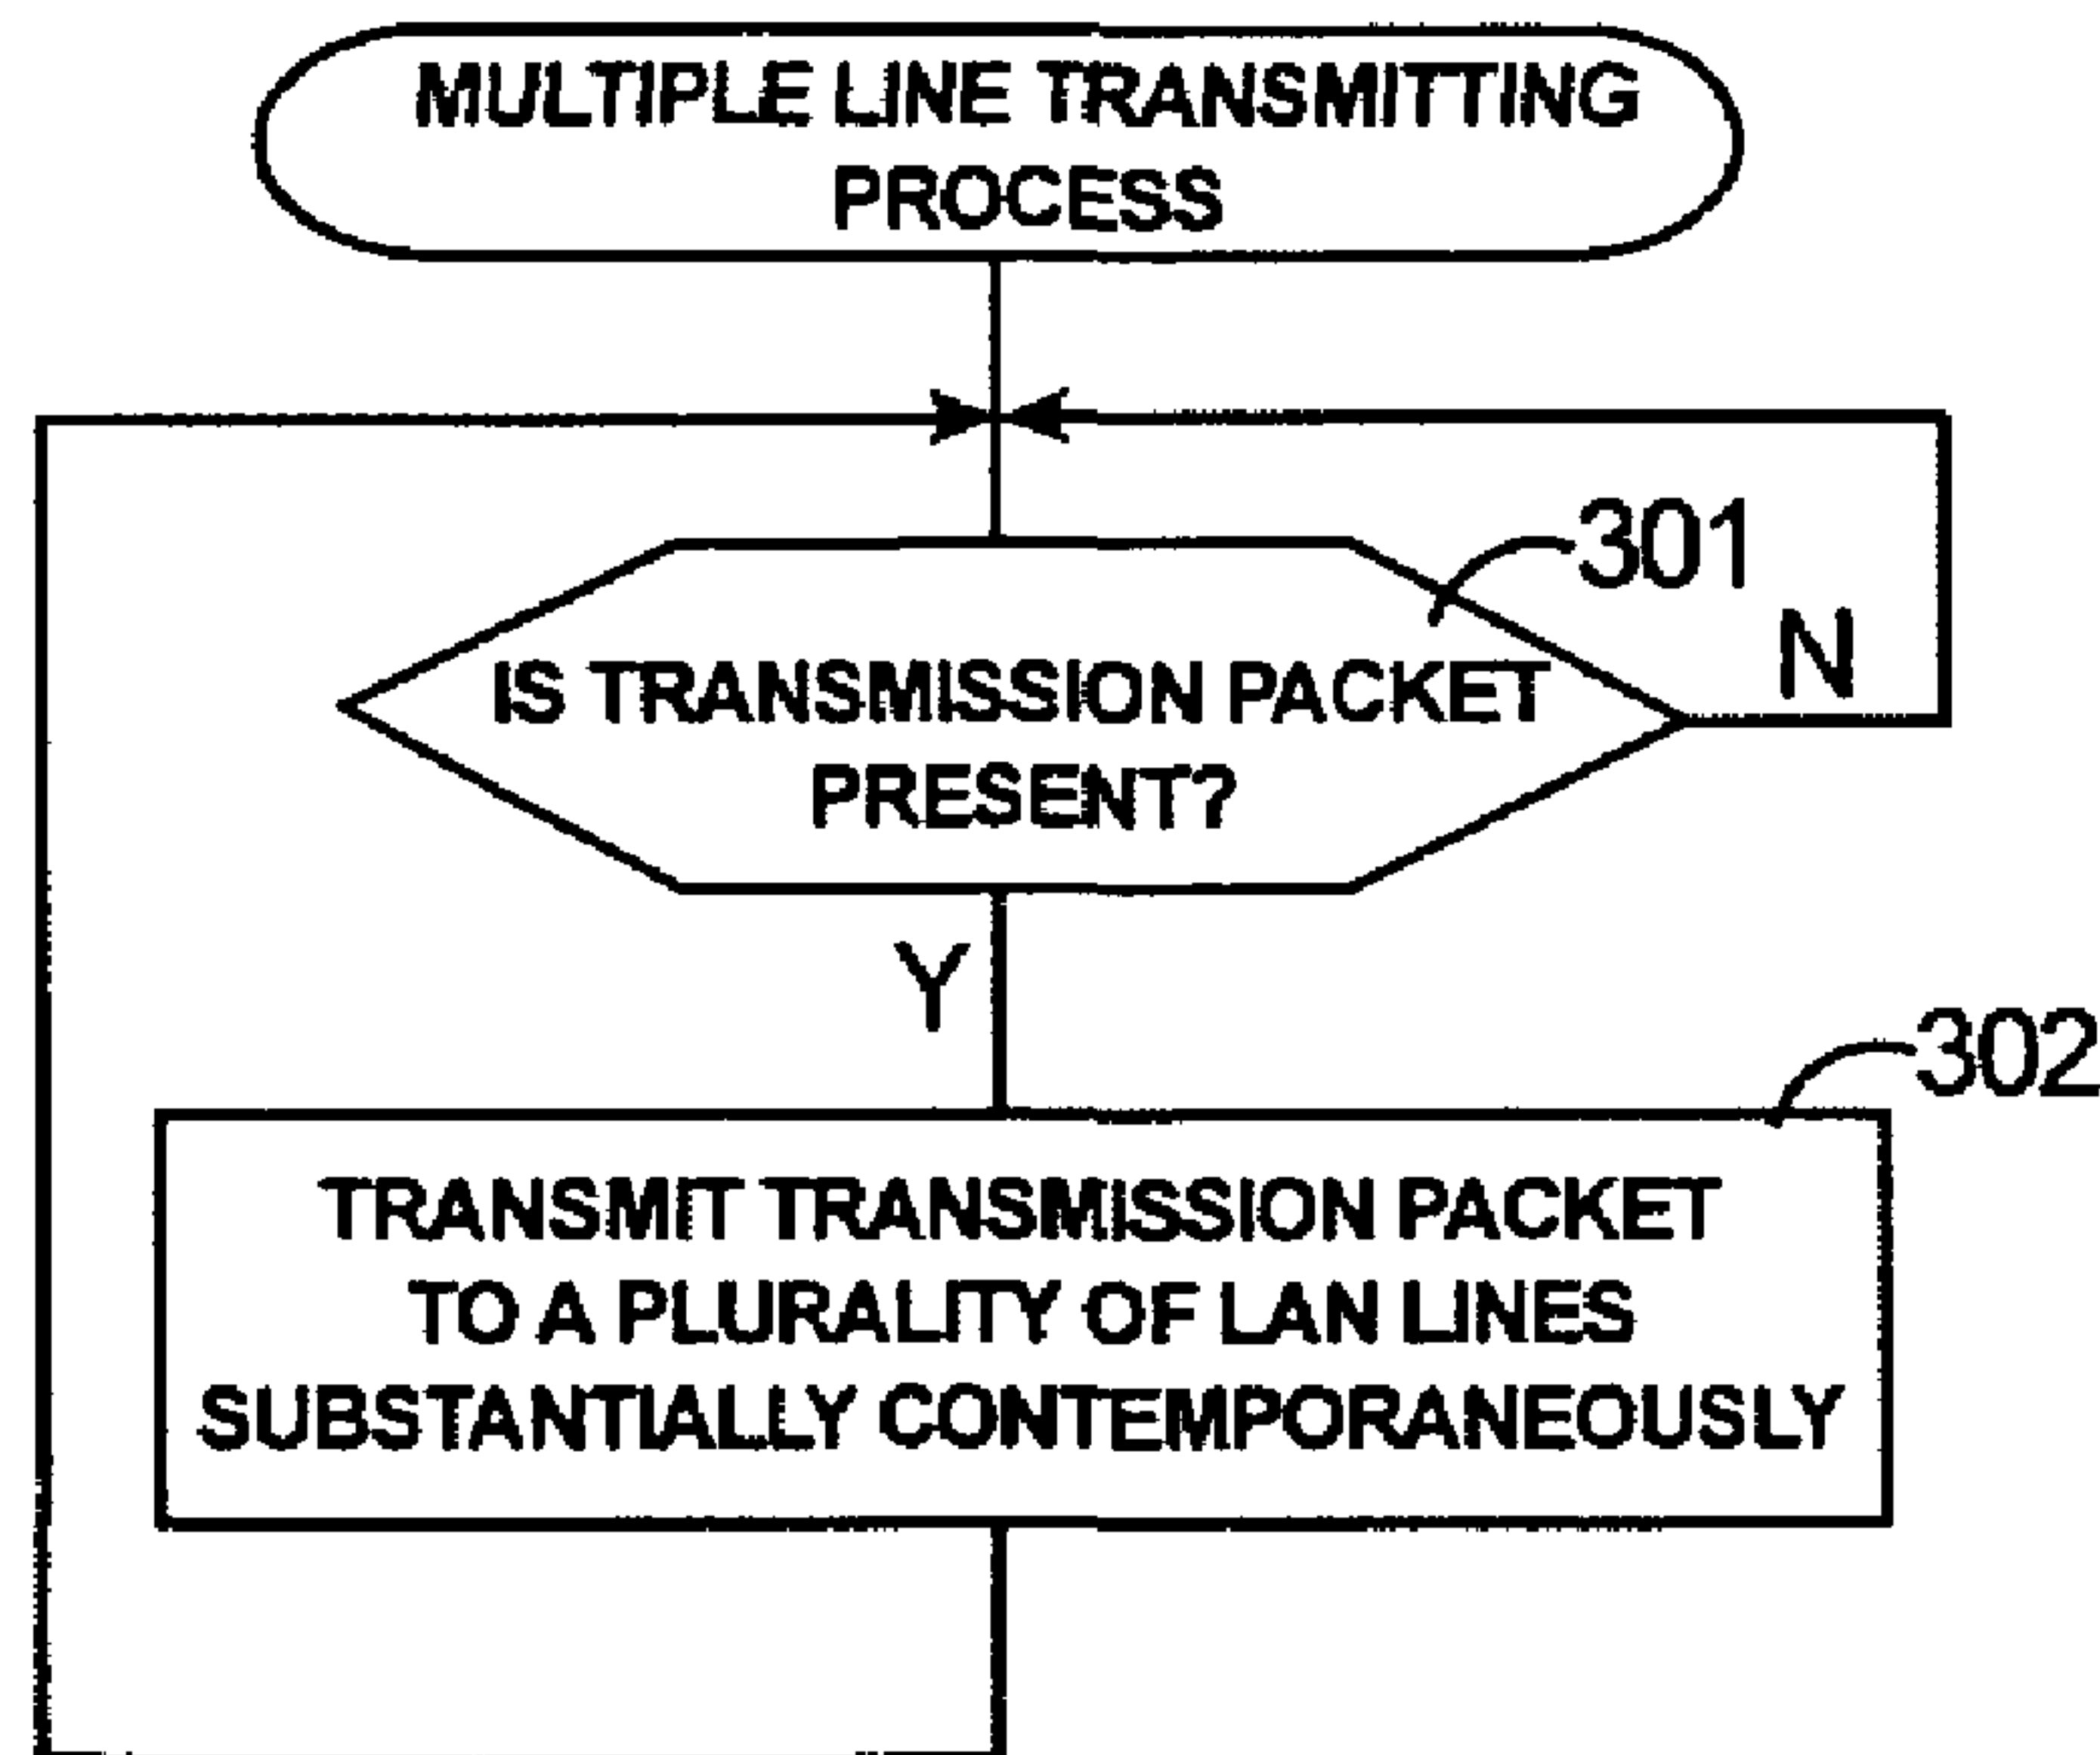 MULTIPLE LINE TRANSMITTING
PROCESS
301
N
IS TRANSMISSION PACKET
PRESENT?
Y
302
TRANSMIT TRANSMISSION PACKET
TO A PLURALITY OF LAN LINES
SUBSTANTIALLY CONTEMPORANEOUSLY